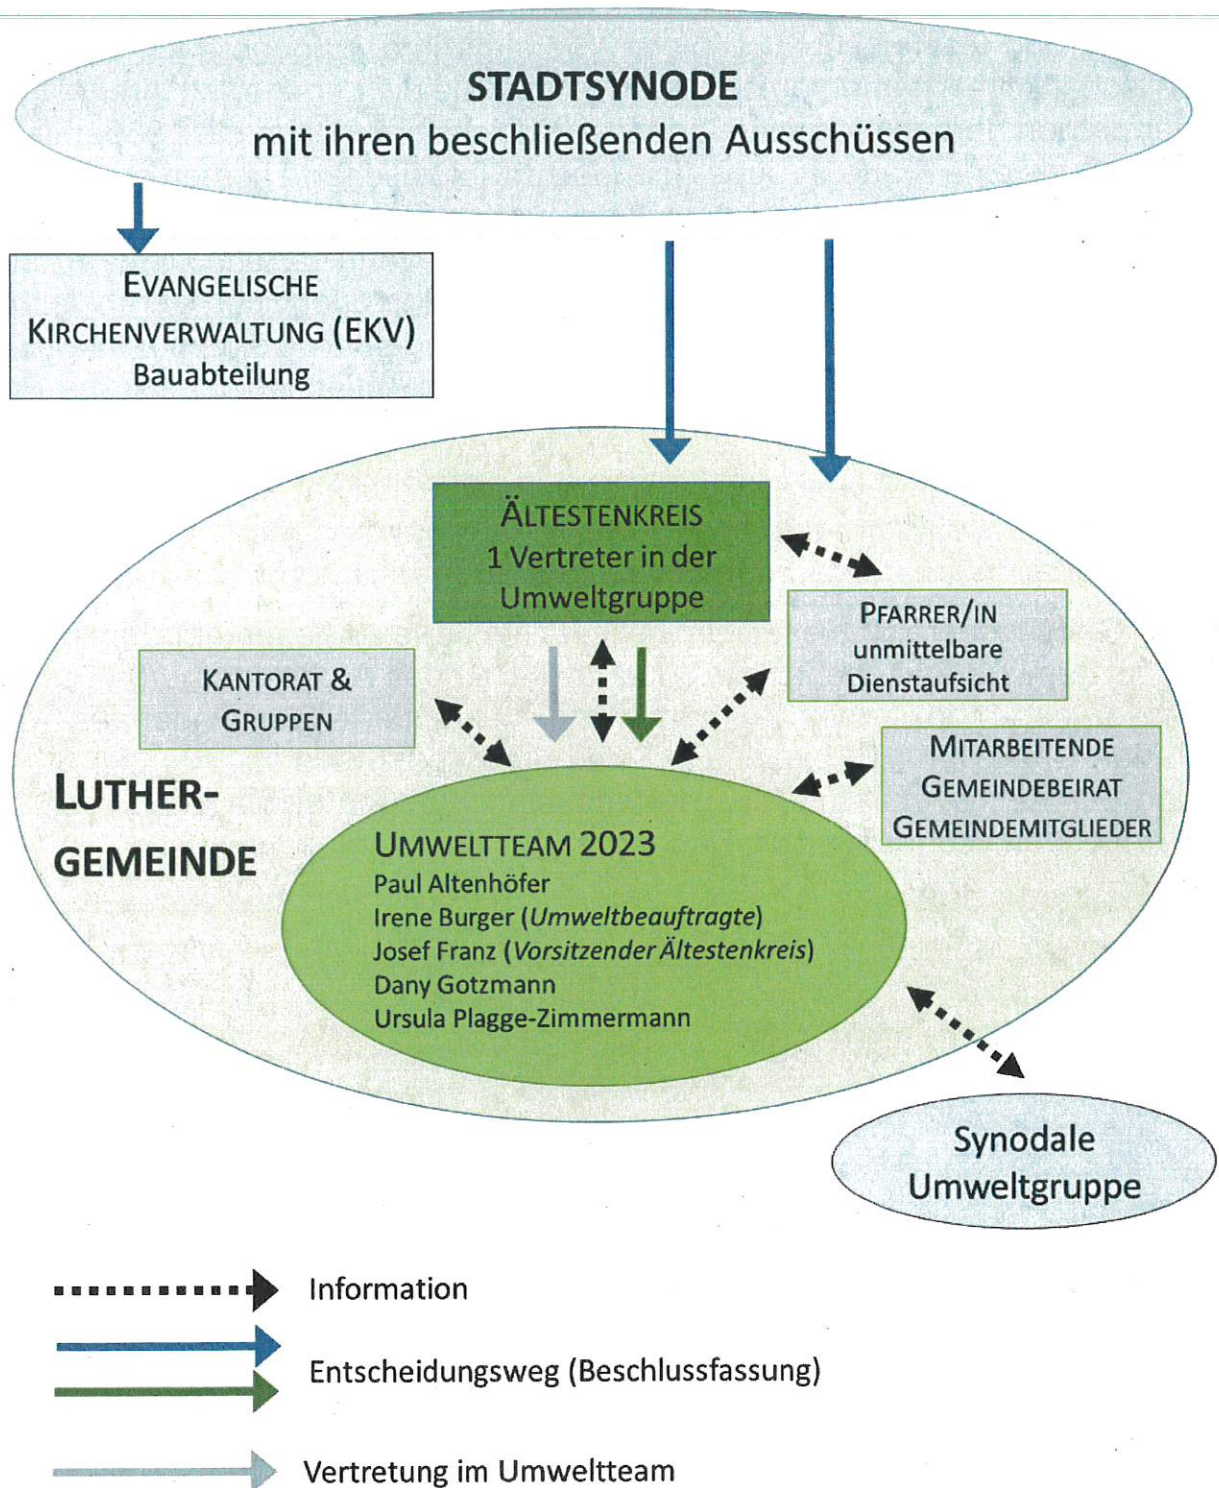 STADTSYNODE
mit ihren beschließenden Ausschüssen
EVANGELISCHE
KIRCHENVERWALTUNG (EKV)
Bauabteilung
ÄLTESTENKREIS
1 Vertreter in der
Umweltgruppe
PFARRER/IN
unmittelbare
Dienstaufsicht
KANTORAT &
GRUPPEN
MITARBEITENDE
GEMEINDEBEIRAT
GEMEINDEMITGLIEDER
LUTHER-
GEMEINDE
UMWELTTEAM 2023
Paul Altenhöfer
Irene Burger (Umweltbeauftragte)
Josef Franz (Vorsitzender Ältestenkreis)
Dany Gotzmann
Ursula Plagge-Zimmermann
Synodale
Umweltgruppe
Information
Entscheidungsweg (Beschlussfassung)
Vertretung im Umweltteam